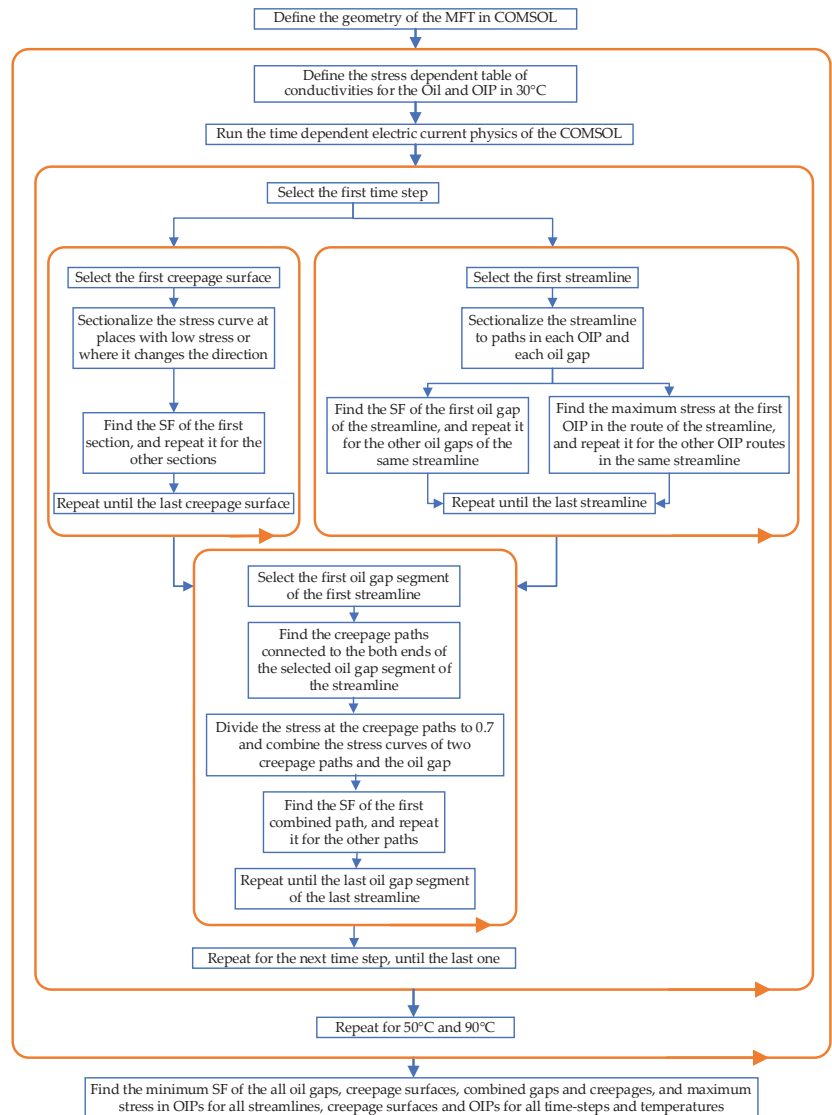 Define the geometry of the MFT in COMSOL
Define the stress dependent table of
conductivities for the Oil and OIP in 30°C
Run the time dependent electric current physics of the COMSOL
Select the first time step
Select the first creepage surface
Sectionalize the stress curve at
places with low stress or
where it changes the direction
Find the SF of the first
section, and repeat it for the
other sections
Repeat until the last creepage surface
Select the first streamline
Sectionalize the streamline
to paths in each OIP and
each oil gap
Find the SF of the first oil gap
of the streamline, and repeat it
for the other oil gaps of the
same streamline
Find the maximum stress at the first
OIP in the route of the streamline,
and repeat it for the other OIP routes
in the same streamline
Repeat until the last streamline
Select the first oil gap segment
of the first streamline
Find the creepage paths
connected to the both ends of
the selected oil gap segment of
the streamline
Divide the stress at the creepage paths to 0.7
and combine the stress curves of two
creepage paths and the oil gap
Find the SF of the first
combined path, and repeat
it for the other paths
Repeat until the last oil gap segment
of the last streamline
Repeat for the next time step, until the last one
Repeat for 50°C and 90°C
Find the minimum SF of the all oil gaps, creepage surfaces, combined gaps and creepages, and maximum
stress in OIPs for all streamlines, creepage surfaces and OIPs for all time-steps and temperatures